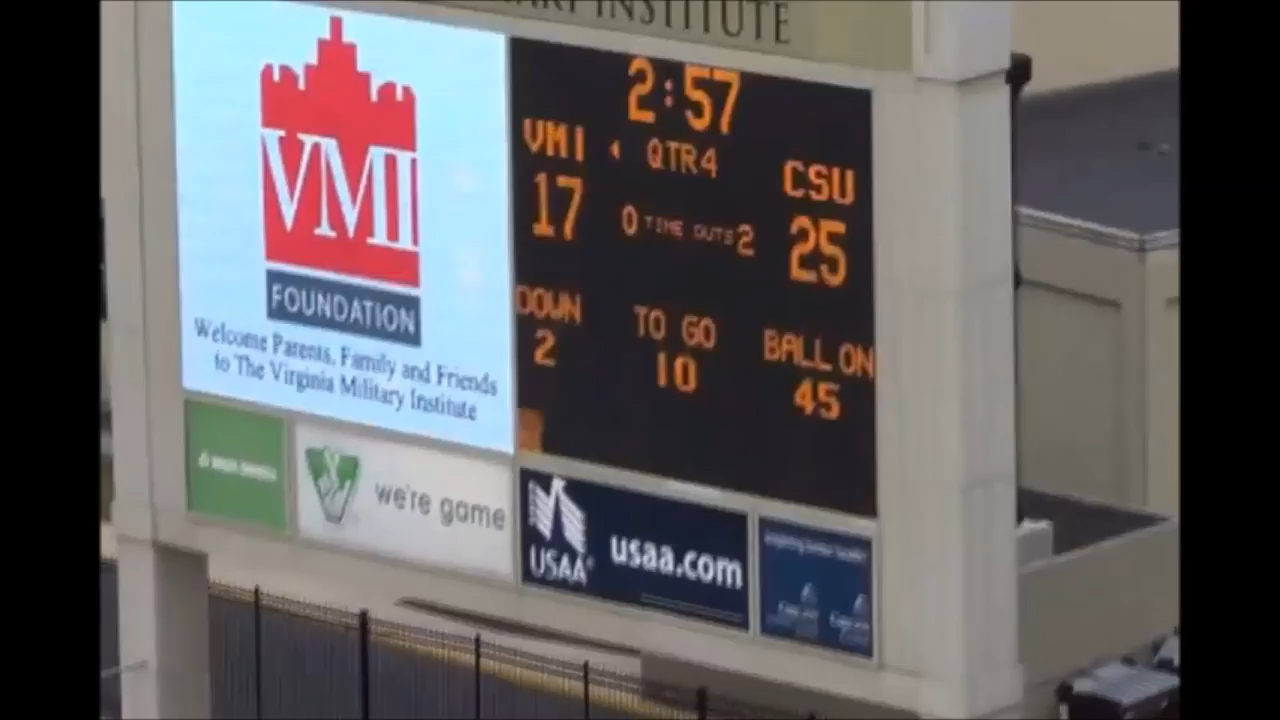 INSTITUTE
VMI
FOUNDATION
Welcome Parents, Family and Friends
to The Virginia Military Institute
2:57
VMI QTR4 CSU
17 0 TIME OUTS 2 25
DOWN TO GO BALL ON
2 10 45
we're game
USAA® usaa.com